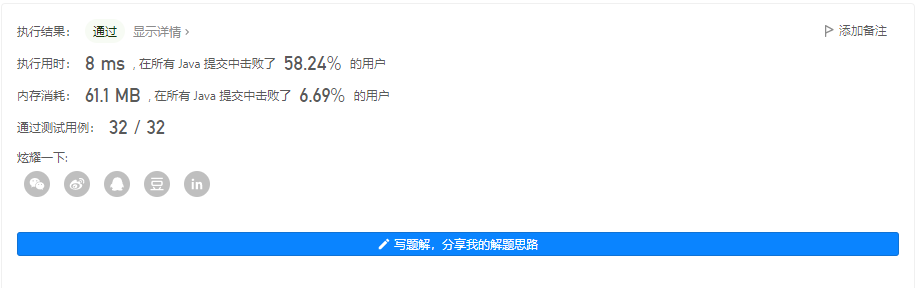 执行结果： 通过 显示详情 › 添加备注
执行用时： 8 ms , 在所有 Java 提交中击败了 58.24% 的用户
内存消耗： 61.1 MB , 在所有 Java 提交中击败了 6.69% 的用户
通过测试用例： 32 / 32
炫耀一下:
豆 in
写题解，分享我的解题思路